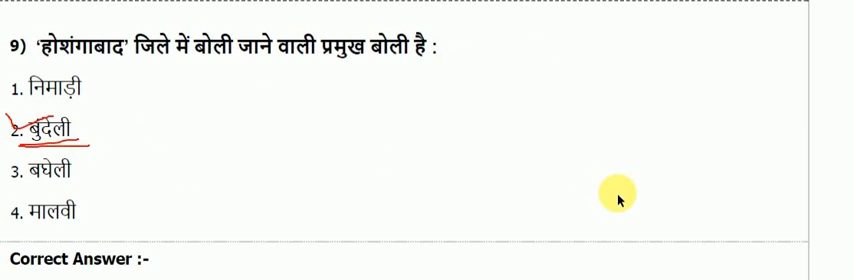 9) 'होशंगाबाद' जिले में बोली जाने वाली प्रमुख बोली है :
1. निमाड़ी
2. बुंदेली
3. बघेली
4. मालवी
Correct Answer :-